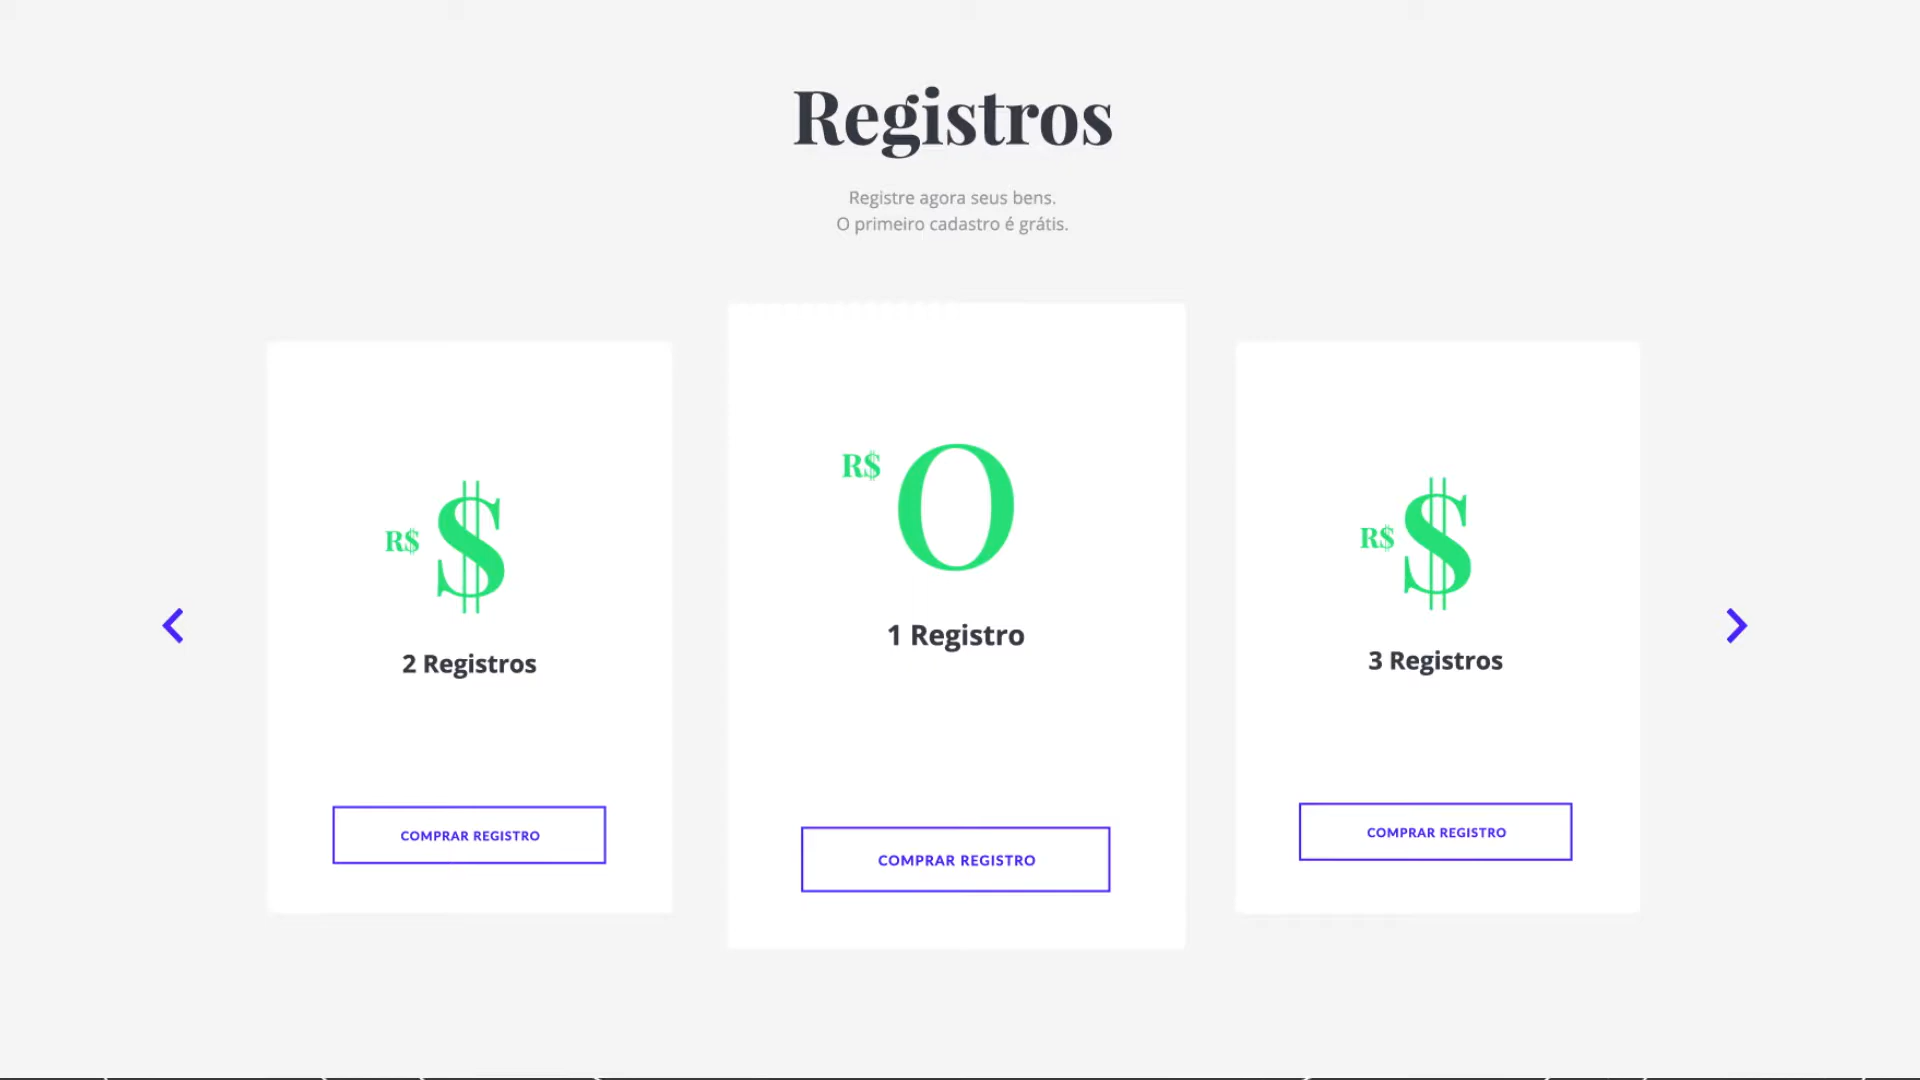 Registros
Registre agora seus bens.
O primeiro cadastro é grátis.
R$ $
2 Registros
COMPRAR REGISTRO
R$ 0
1 Registro
COMPRAR REGISTRO
R$ $
3 Registros
COMPRAR REGISTRO